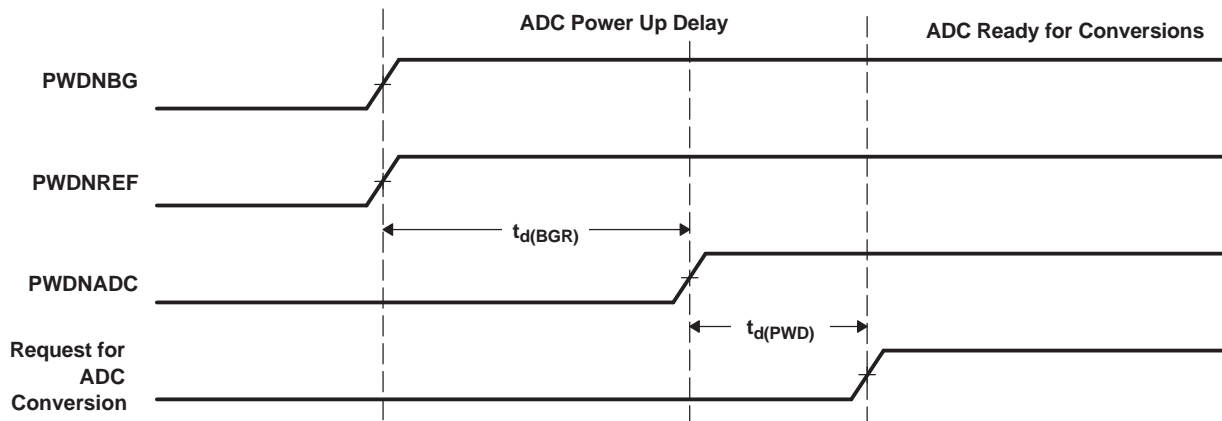 ADC Power Up Delay
ADC Ready for Conversions
PWDNBG
PWDNREF
td(BGR)
PWDNADC
td(PWD)
Request for
ADC
Conversion